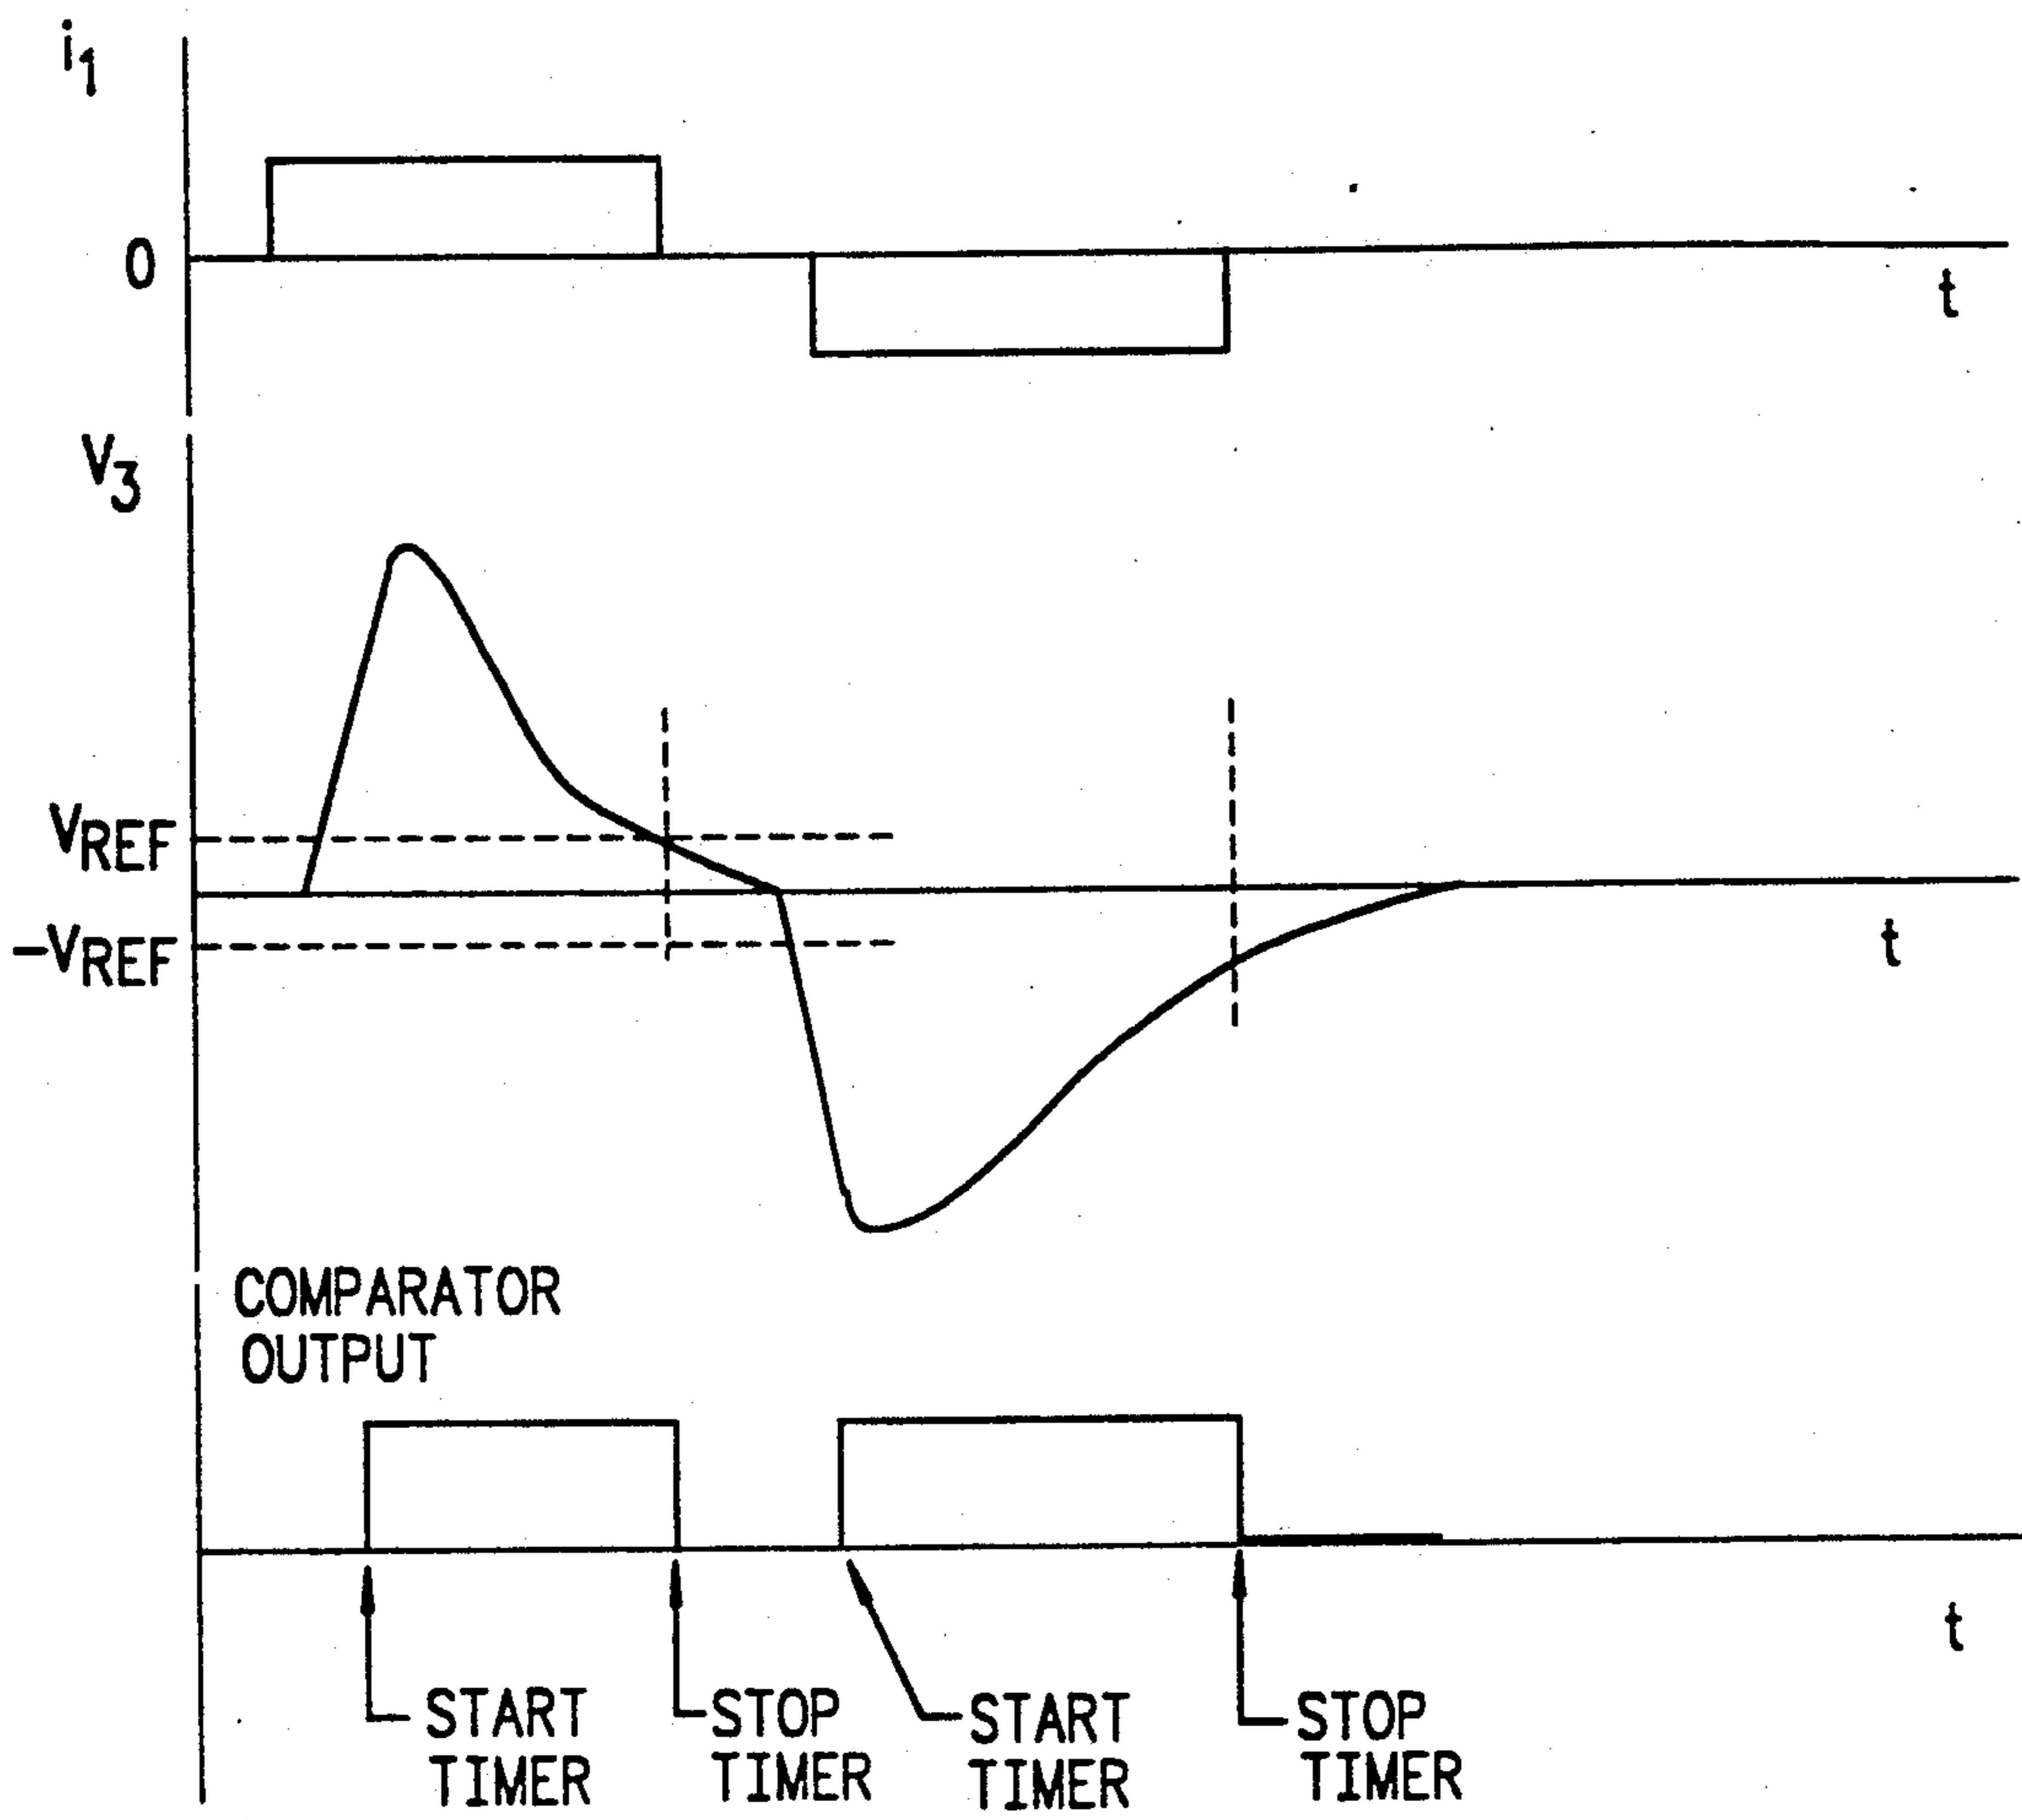 i1
0
t
V3
VREF
-VREF
t
COMPARATOR
OUTPUT
t
START
TIMER
STOP
TIMER
START
TIMER
STOP
TIMER